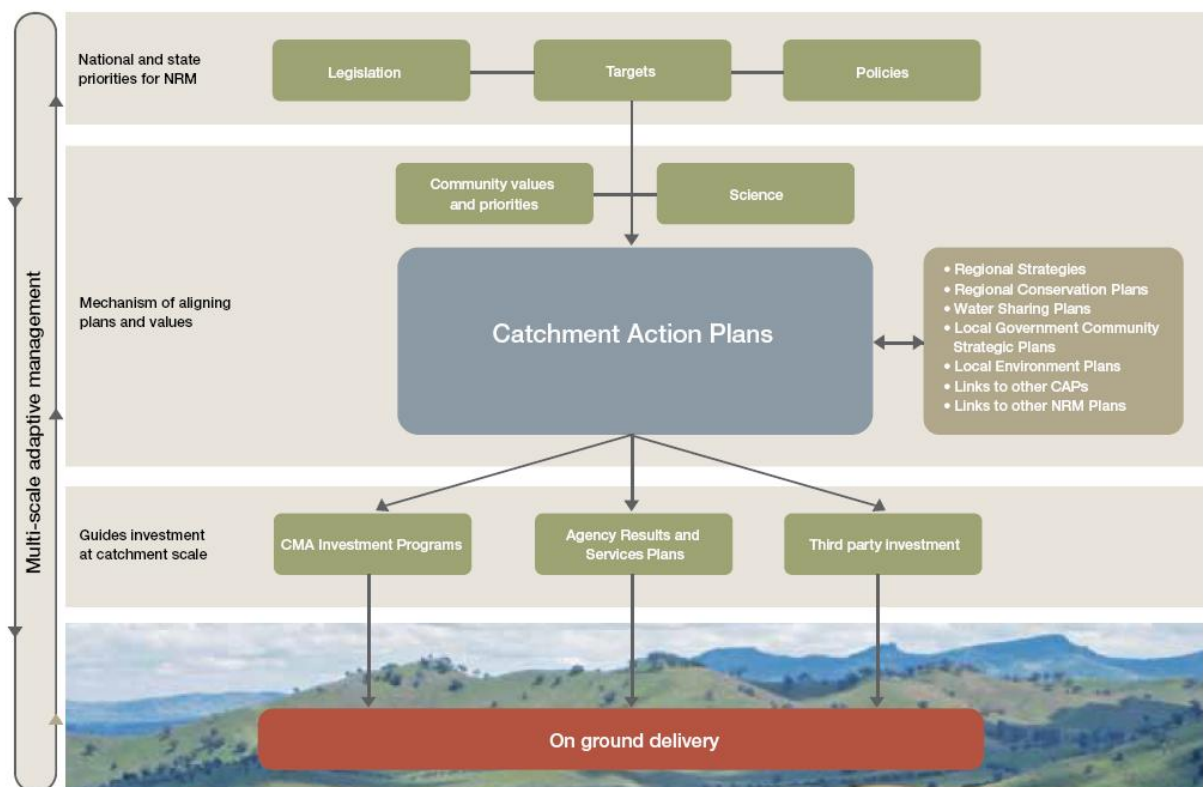 National and state
priorities for NRM
Legislation
Targets
Policies
Community values
and priorities
Science
Mechanism of aligning
plans and values
Catchment Action Plans
• Regional Strategies
• Regional Conservation Plans
• Water Sharing Plans
• Local Government Community
Strategic Plans
• Local Environment Plans
• Links to other CAPs
• Links to other NRM Plans
Multi-scale adaptive management
Guides investment
at catchment scale
CMA Investment Programs
Agency Results and
Services Plans
Third party investment
On ground delivery